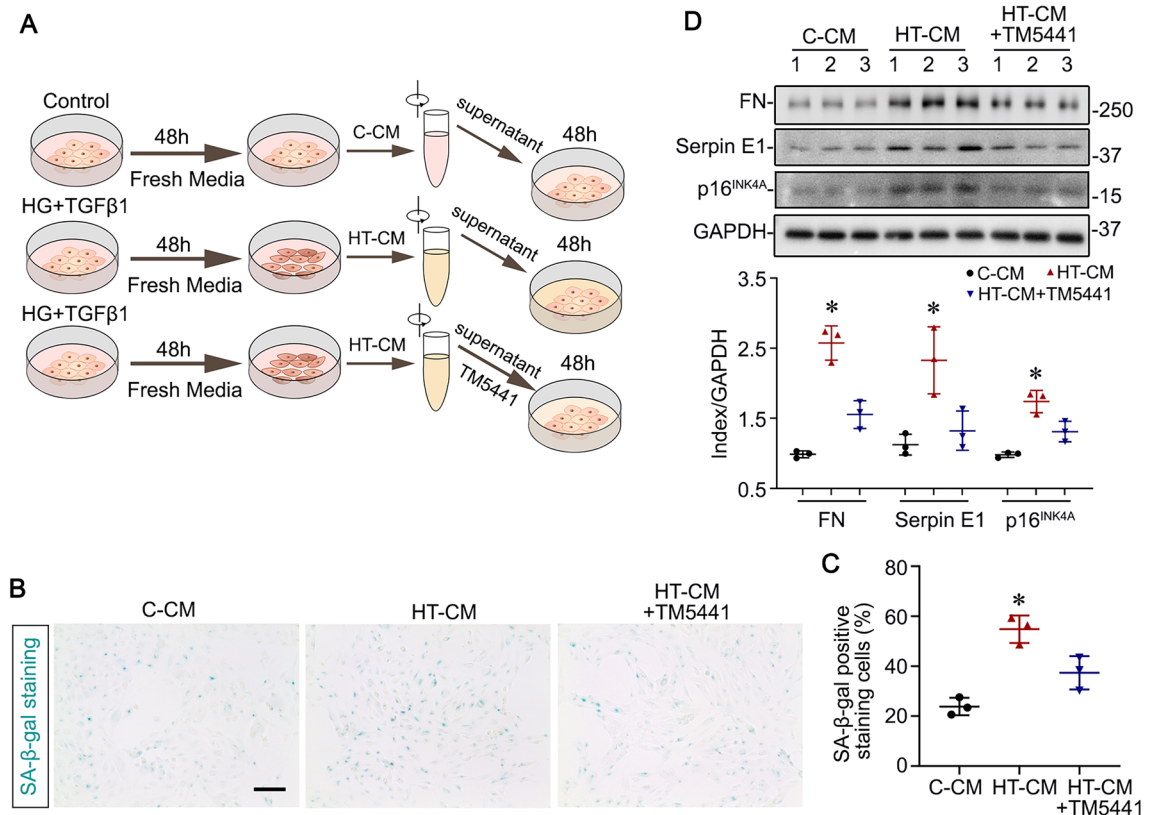 A
Control
48h
Fresh Media
C-CM
supernatant
48h
HG+TGFβ1
48h
Fresh Media
HT-CM
supernatant
48h
HG+TGFβ1
48h
Fresh Media
HT-CM
supernatant
TM5441
48h
D
C-CM HT-CM HT-CM
+TM5441
1 2 3 1 2 3 1 2 3
FN- -250
Serpin E1- -37
p16INK4A- -15
GAPDH- -37
C-CM HT-CM
HT-CM+TM5441
Index/GAPDH
3.5
2.5
1.5
0.5
* * *
FN Serpin E1 p16INK4A
B
C-CM HT-CM HT-CM
+TM5441
SA-β-gal staining
C
SA-β-gal positive
staining cells (%)
80
60
40
20
0
*
C-CM HT-CM HT-CM
+TM5441